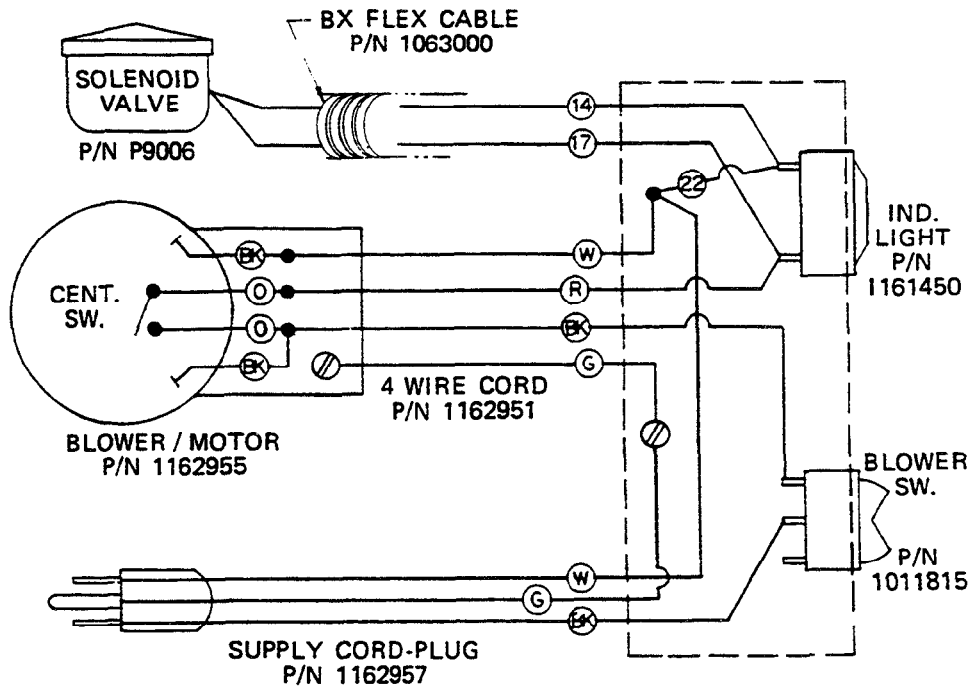 BX FLEX CABLE
P/N 1063000
SOLENOID
VALVE
P/N P9006
14
17
22
IND.
LIGHT
P/N
1161450
BK
W
CENT.
SW.
O
R
O
BK
BK
G
4 WIRE CORD
P/N 1162951
BLOWER / MOTOR
P/N 1162955
BLOWER
SW.
P/N
1011815
W
G
BK
SUPPLY CORD-PLUG
P/N 1162957